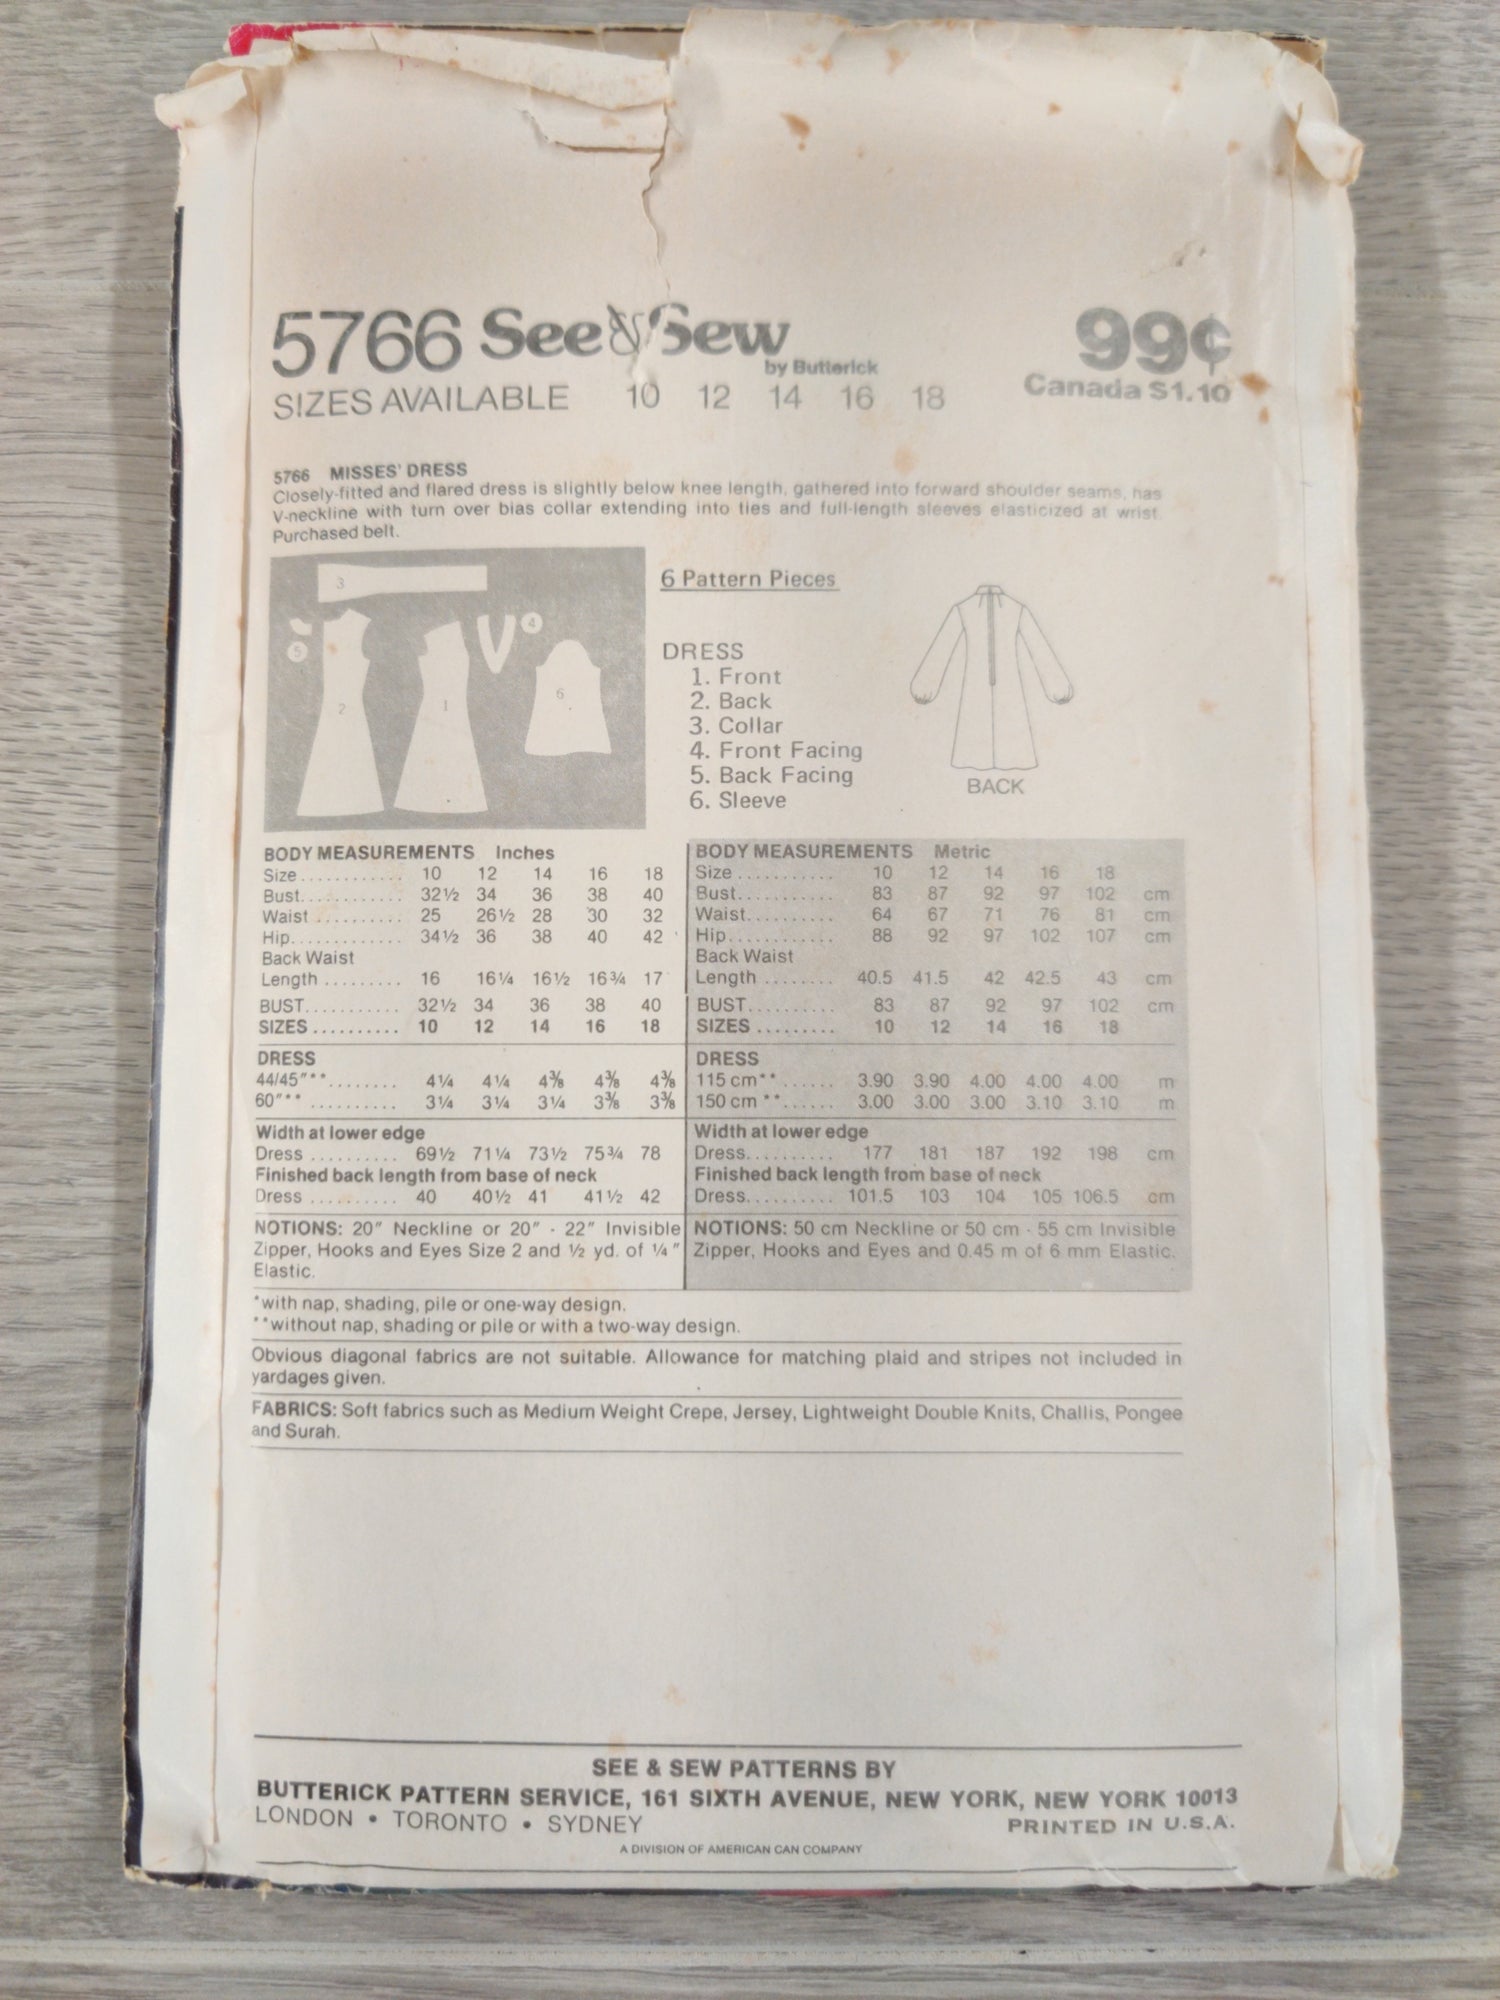 5766 See & Sew 99¢
by Butterick
SIZES AVAILABLE 10 12 14 16 18 Canada $1.10
5766 MISSES' DRESS
Closely-fitted and flared dress is slightly below knee length, gathered into forward shoulder seams, has
V-neckline with turn over bias collar extending into ties and full-length sleeves elasticized at wrist.
Purchased belt.
3
5
4
2
1
6
6 Pattern Pieces
DRESS
1. Front
2. Back
3. Collar
4. Front Facing
5. Back Facing
6. Sleeve
BACK
BODY MEASUREMENTS Inches
Size............ 10 12 14 16 18
Bust............ 32½ 34 36 38 40
Waist .......... 25 26½ 28 30 32
Hip............. 34½ 36 38 40 42
Back Waist
Length ......... 16 16¼ 16½ 16¾ 17
BUST........... 32½ 34 36 38 40
SIZES .......... 10 12 14 16 18
DRESS
44/45"**........ 4¼ 4¼ 4⅜ 4⅜ 4⅜
60"** .......... 3¼ 3¼ 3¼ 3⅜ 3⅜
Width at lower edge
Dress .......... 69½ 71¼ 73½ 75¾ 78
Finished back length from base of neck
Dress .......... 40 40½ 41 41½ 42
NOTIONS: 20" Neckline or 20" - 22" Invisible
Zipper, Hooks and Eyes Size 2 and ½ yd. of ¼"
Elastic.
BODY MEASUREMENTS Metric
Size ........... 10 12 14 16 18
Bust........... 83 87 92 97 102 cm
Waist.......... 64 67 71 76 81 cm
Hip............ 88 92 97 102 107 cm
Back Waist
Length ........ 40.5 41.5 42 42.5 43 cm
BUST.......... 83 87 92 97 102 cm
SIZES ......... 10 12 14 16 18
DRESS
115 cm** ...... 3.90 3.90 4.00 4.00 4.00 m
150 cm **...... 3.00 3.00 3.00 3.10 3.10 m
Width at lower edge
Dress.......... 177 181 187 192 198 cm
Finished back length from base of neck
Dress.......... 101.5 103 104 105 106.5 cm
NOTIONS: 50 cm Neckline or 50 cm - 55 cm Invisible
Zipper, Hooks and Eyes and 0.45 m of 6 mm Elastic.
*with nap, shading, pile or one-way design.
**without nap, shading or pile or with a two-way design.
Obvious diagonal fabrics are not suitable. Allowance for matching plaid and stripes not included in
yardages given.
FABRICS: Soft fabrics such as Medium Weight Crepe, Jersey, Lightweight Double Knits, Challis, Pongee
and Surah.
SEE & SEW PATTERNS BY
BUTTERICK PATTERN SERVICE, 161 SIXTH AVENUE, NEW YORK, NEW YORK 10013
LONDON • TORONTO • SYDNEY PRINTED IN U.S.A.
A DIVISION OF AMERICAN CAN COMPANY